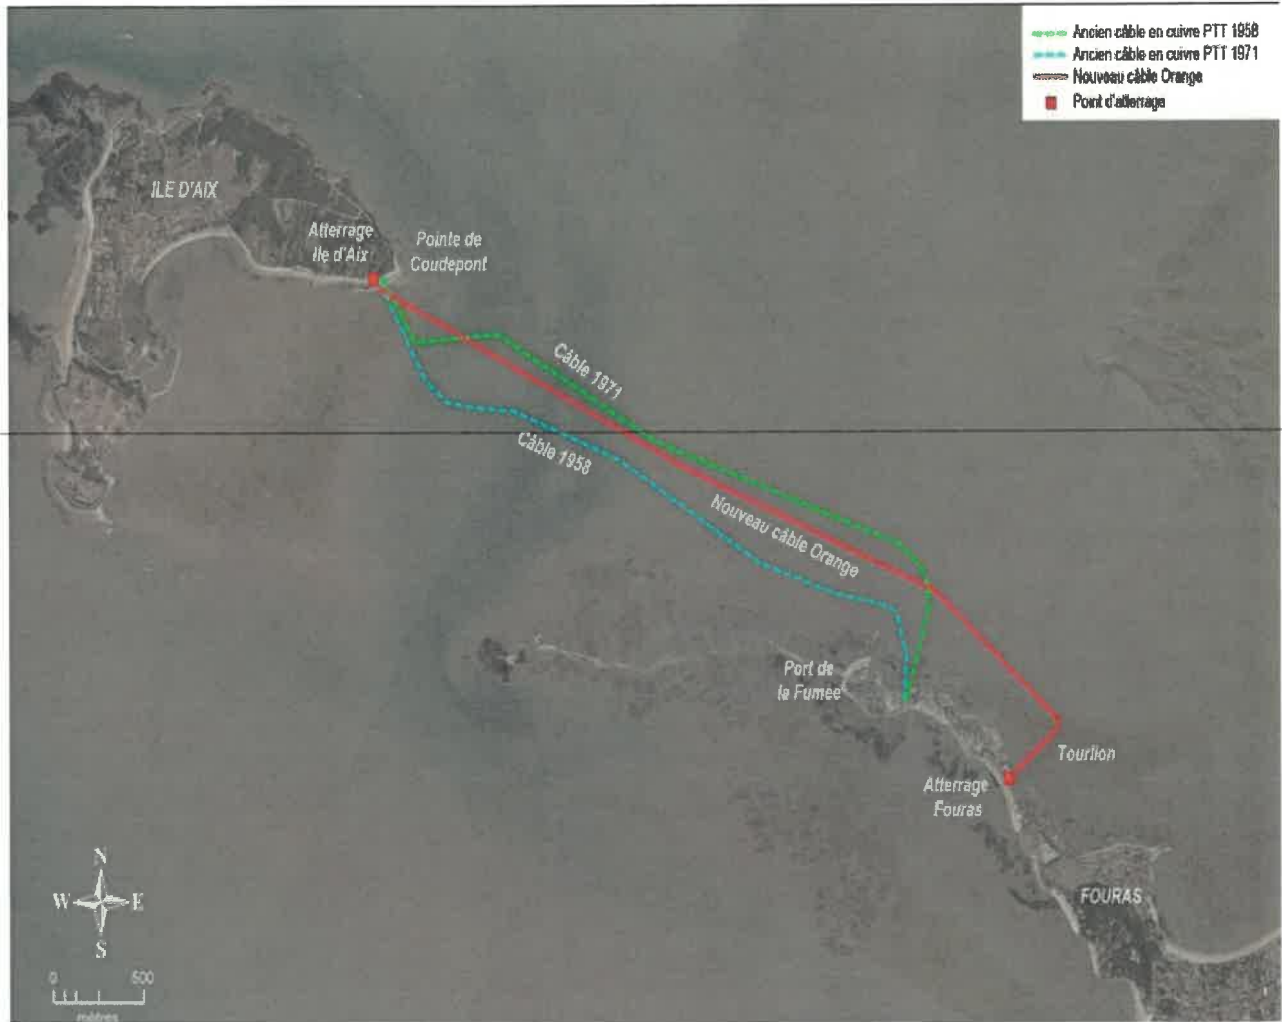 Ancien câble en cuivre PTT 1958
Ancien câble en cuivre PTT 1971
Nouveau câble Orange
Point d'atterrage
ILE D'AIX
Atterrage
Ile d'Aix
Pointe de
Coudepont
Câble 1971
Câble 1958
Nouveau câble Orange
Port de
la Fumée
Tourlion
Atterrage
Fouras
FOURAS
N
W E
S
0 500
mètres